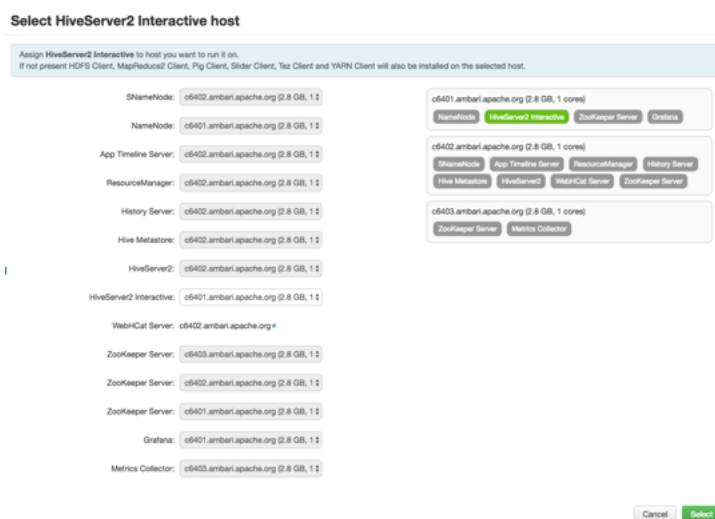 Select HiveServer2 Interactive host
Assign HiveServer2 Interactive to host you want to run it on.
If not present HDFS Client, MapReduce2 Client, Pig Client, Slider Client, Tez Client and YARN Client will also be installed on the selected host.
SNameNode: c6402.ambari.apache.org (2.8 GB, 1
NameNode: c6401.ambari.apache.org (2.8 GB, 1
App Timeline Server: c6402.ambari.apache.org (2.8 GB, 1
ResourceManager: c6402.ambari.apache.org (2.8 GB, 1
History Server: c6402.ambari.apache.org (2.8 GB, 1
Hive Metastore: c6402.ambari.apache.org (2.8 GB, 1
HiveServer2: c6402.ambari.apache.org (2.8 GB, 1
HiveServer2 Interactive: c6401.ambari.apache.org (2.8 GB, 1
WebHCat Server: c6402.ambari.apache.org
ZooKeeper Server: c6403.ambari.apache.org (2.8 GB, 1
ZooKeeper Server: c6402.ambari.apache.org (2.8 GB, 1
ZooKeeper Server: c6401.ambari.apache.org (2.8 GB, 1
Grafana: c6401.ambari.apache.org (2.8 GB, 1
Metrics Collector: c6403.ambari.apache.org (2.8 GB, 1
c6401.ambari.apache.org (2.8 GB, 1 cores)
NameNode HiveServer2 Interactive ZooKeeper Server Grafana
c6402.ambari.apache.org (2.8 GB, 1 cores)
SNameNode App Timeline Server ResourceManager History Server
Hive Metastore HiveServer2 WebHCat Server ZooKeeper Server
c6403.ambari.apache.org (2.8 GB, 1 cores)
ZooKeeper Server Metrics Collector
Cancel Select